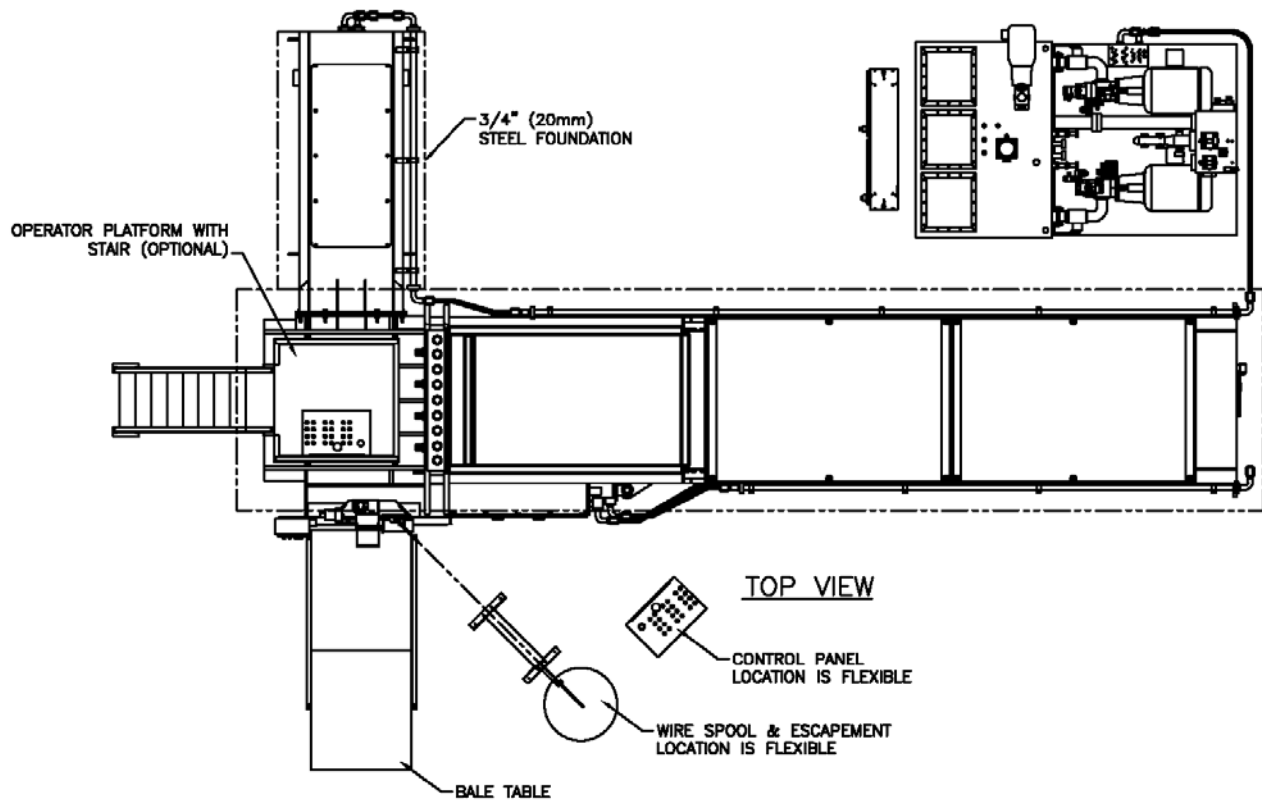 3/4" (20mm)
STEEL FOUNDATION
OPERATOR PLATFORM WITH
STAIR (OPTIONAL)
TOP VIEW
CONTROL PANEL
LOCATION IS FLEXIBLE
WIRE SPOOL & ESCAPEMENT
LOCATION IS FLEXIBLE
BALE TABLE